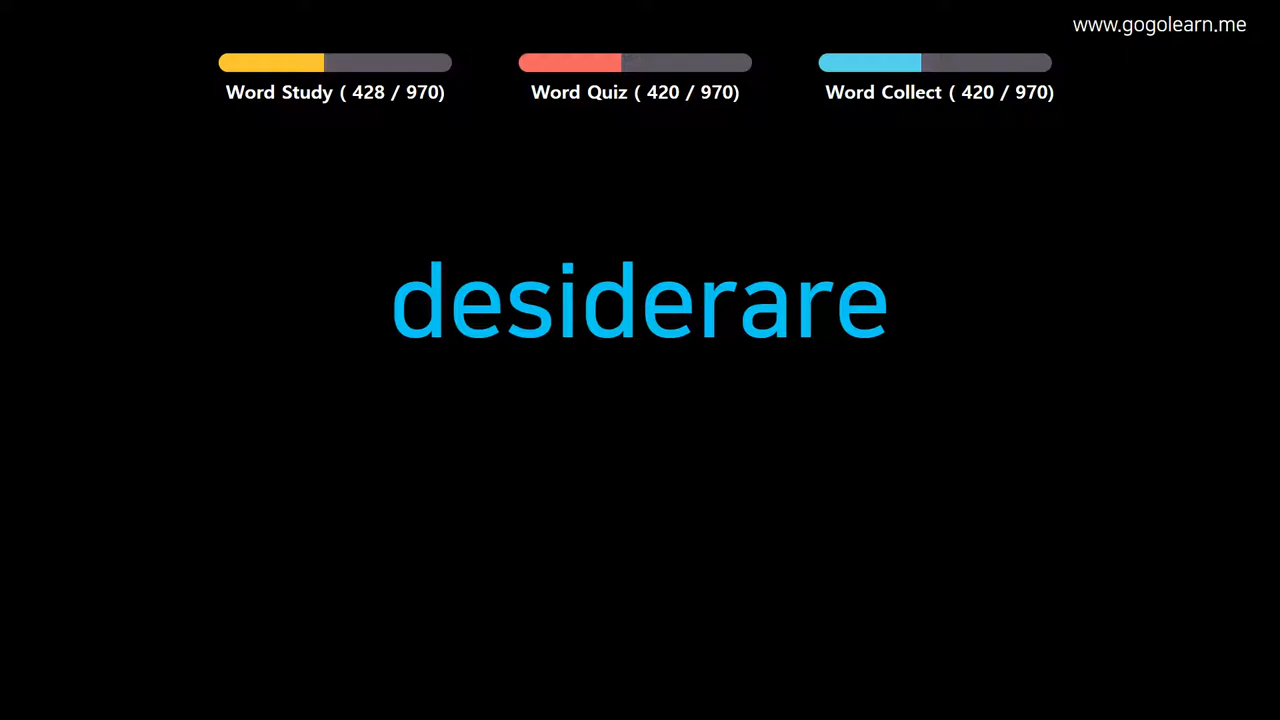 www.gogolearn.me
Word Study ( 428 / 970)
Word Quiz ( 420 / 970)
Word Collect ( 420 / 970)
desiderare